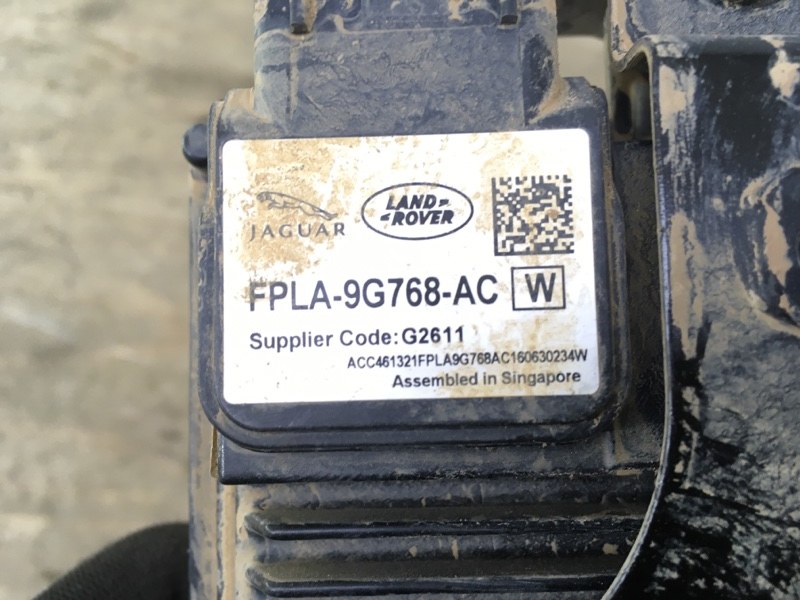 JAGUAR
LAND
ROVER
FPLA-9G768-AC W
Supplier Code:G2611
ACC461321FPLA9G768AC160630234W
Assembled in Singapore